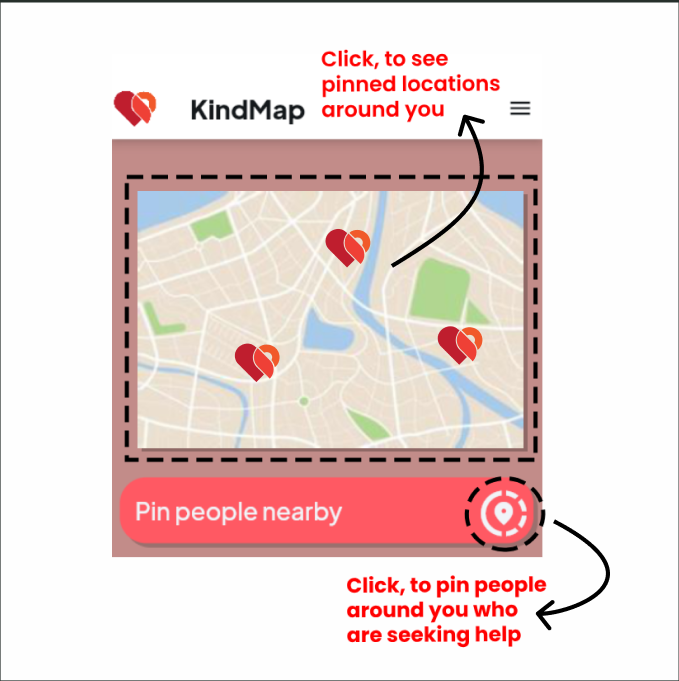 Click, to see
pinned locations
around you
KindMap
Pin people nearby
Click, to pin people
around you who
are seeking help